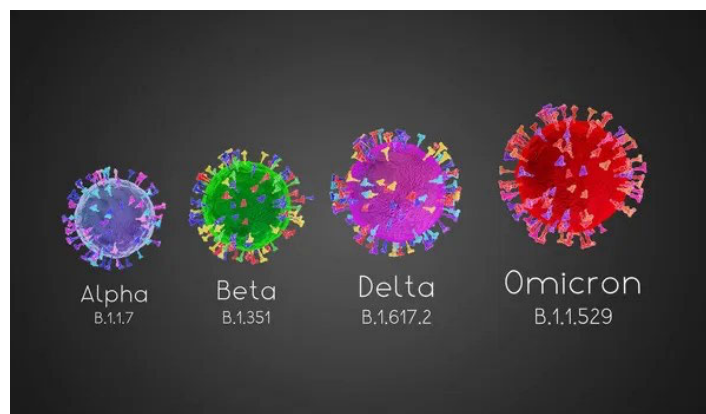 Alpha
B.1.1.7
Beta
B.1.351
Delta
B.1.617.2
Omicron
B.1.1.529